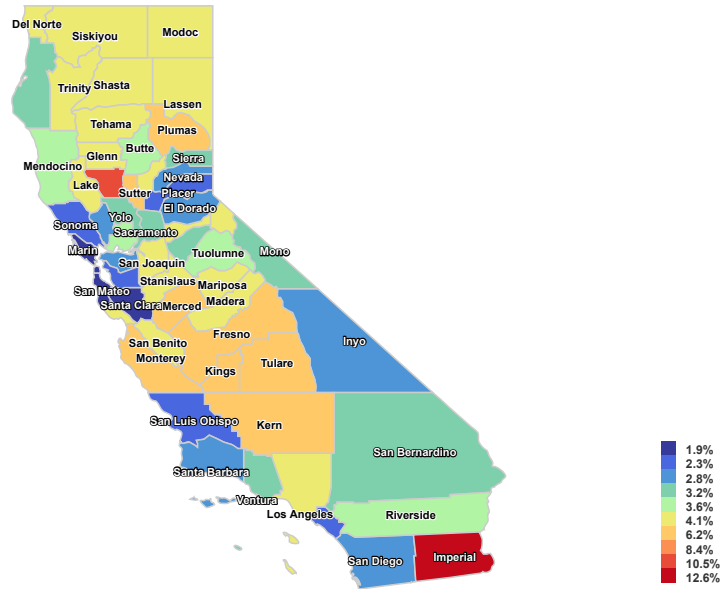 Del Norte
Siskiyou
Modoc
Trinity
Shasta
Lassen
Tehama
Plumas
Butte
Glenn
Sierra
Mendocino
Nevada
Lake
Sutter
Placer
El Dorado
Yolo
Sonoma
Sacramento
Marin
Mono
Tuolumne
San Joaquin
Stanislaus
Mariposa
San Mateo
Madera
Santa Clara
Merced
Fresno
San Benito
Inyo
Monterey
Tulare
Kings
San Luis Obispo
Kern
San Bernardino
Santa Barbara
Ventura
Los Angeles
Riverside
San Diego
Imperial
1.9%
2.3%
2.8%
3.2%
3.6%
4.1%
6.2%
8.4%
10.5%
12.6%